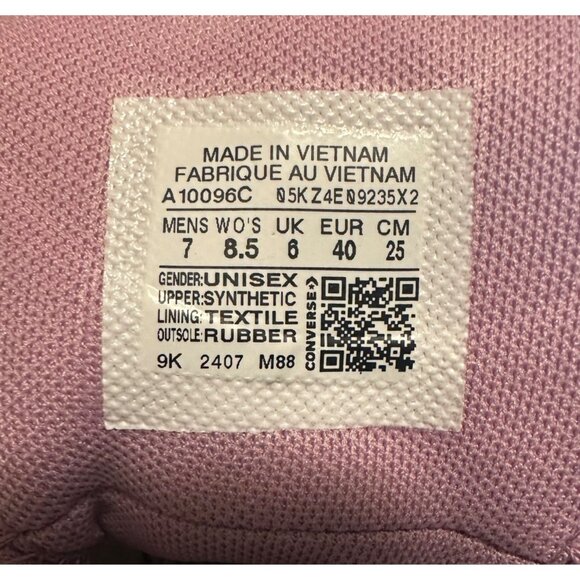 MADE IN VIETNAM
FABRIQUE AU VIETNAM
A10096C 05KZ4E09235X2
MENS WO'S UK EUR CM
7 8.5 6 40 25
GENDER:UNISEX
UPPER:SYNTHETIC
LINING:TEXTILE
OUTSOLE:RUBBER
CONVERSE
9K 2407 M88